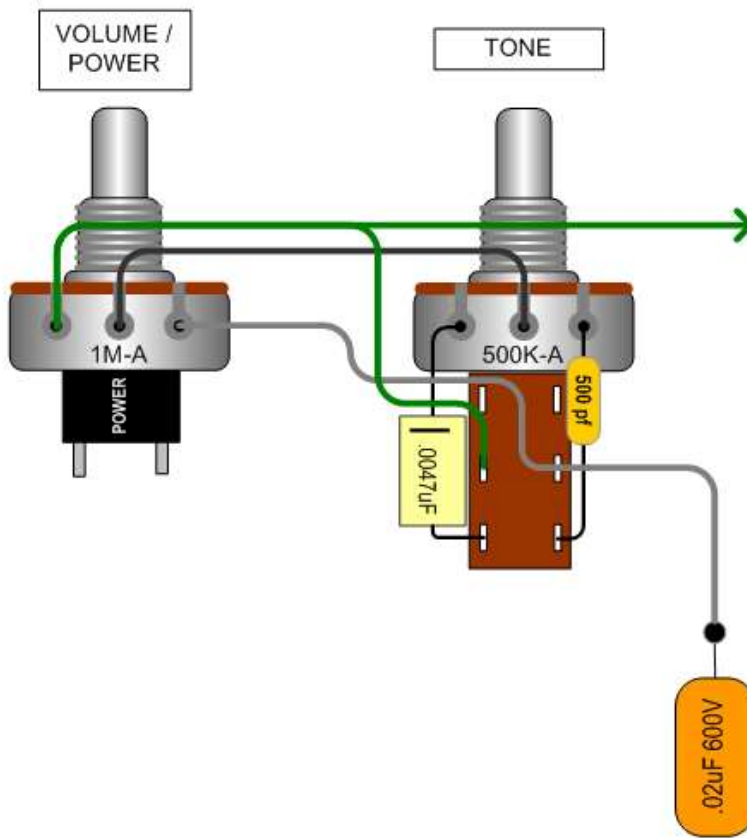 VOLUME /
POWER
TONE
1M-A
500K-A
POWER
500 pf
.0047uF
.02uF 600V